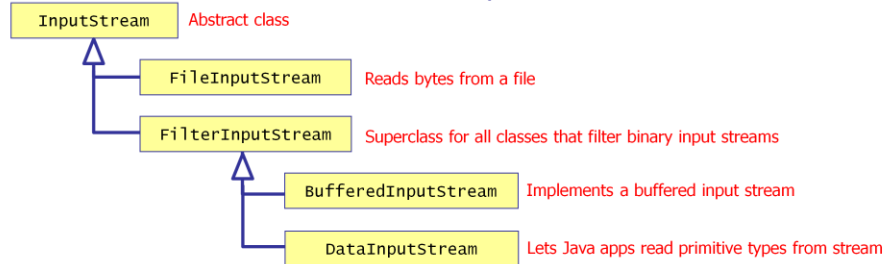 InputStream Abstract class
FileInputStream Reads bytes from a file
FilterInputStream Superclass for all classes that filter binary input streams
BufferedInputStream Implements a buffered input stream
DataInputStream Lets Java apps read primitive types from stream